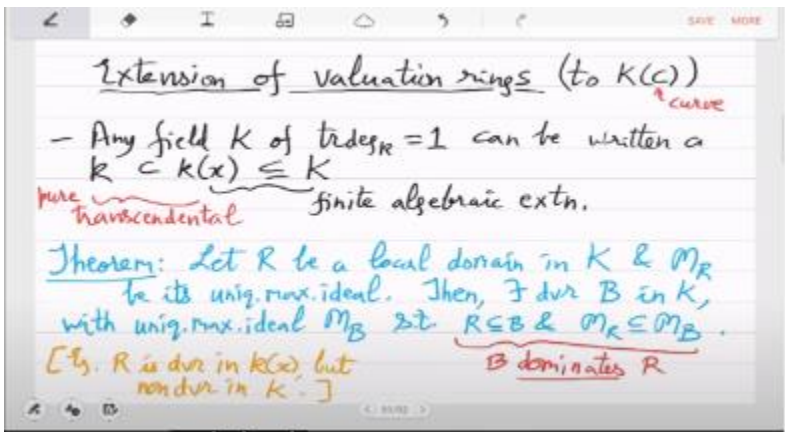 SAVE MORE
Extension of valuation rings (to K(C))
curve
- Any field K of trdeg_k = 1 can be written a
k ⊂ k(x) ⊆ K
pure transcendental
finite algebraic extn.
Theorem: Let R be a local domain in K & M_R
be its uniq. max. ideal. Then, ∃ dvr B in K,
with uniq. max. ideal M_B s.t. R ⊆ B & M_R ⊆ M_B.
B dominates R
[Eg. R is dvr in k(x), but
non dvr in K.]